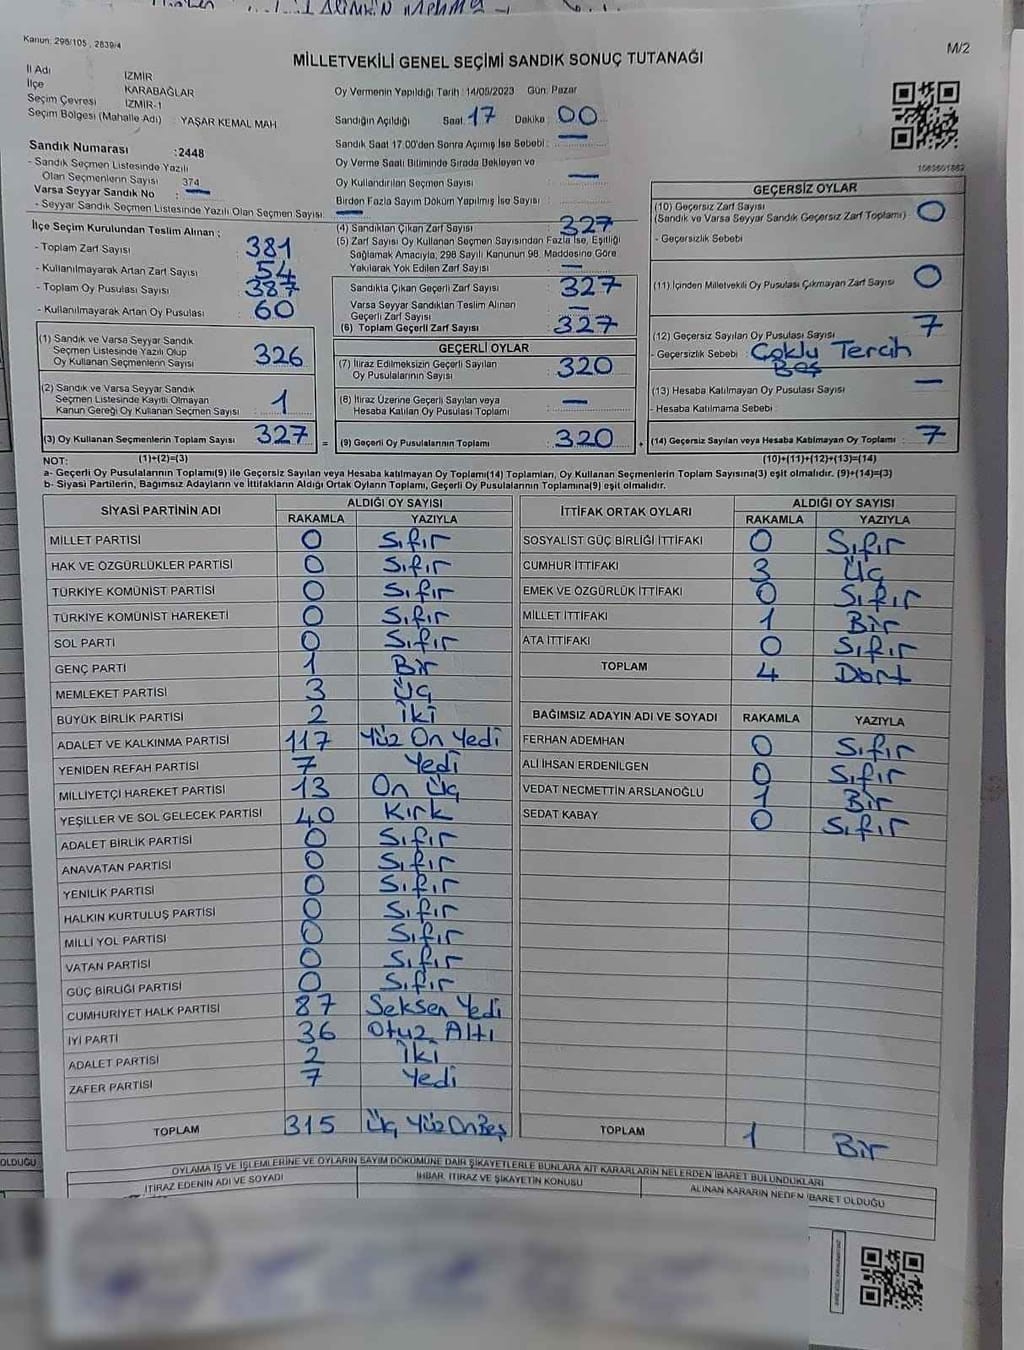 Kanun: 298/105 , 2839/4
M/2
MİLLETVEKİLİ GENEL SEÇİMİ SANDIK SONUÇ TUTANAĞI
İl Adı İZMİR
İlçe KARABAĞLAR
Seçim Çevresi İZMİR-1
Seçim Bölgesi (Mahalle Adı) : YAŞAR KEMAL MAH
Sandık Numarası :2448
- Sandık Seçmen Listesinde Yazılı
Olan Seçmenlerin Sayısı 374
Varsa Seyyar Sandık No : —
- Seyyar Sandık Seçmen Listesinde Yazılı Olan Seçmen Sayısı: —
Oy Vermenin Yapıldığı Tarih :14/05/2023 Gün: Pazar
Sandığın Açıldığı Saat: 17 Dakika: 00
Sandık Saat 17.00'den Sonra Açımış İse Sebebi: —
Oy Verme Saati Bitiminde Sırada Bekleyen ve
Oy Kullandırılan Seçmen Sayısı —
Birden Fazla Sayım Döküm Yapılmış İse Sayısı :
İlçe Seçim Kurulundan Teslim Alınan ;
- Toplam Zarf Sayısı : 381
- Kullanılmayarak Artan Zarf Sayısı : 54
- Toplam Oy Pusulası Sayısı : 387
- Kullanılmayarak Artan Oy Pusulası : 60
(4) Sandıktan Çıkan Zarf Sayısı : 327
(5) Zarf Sayısı Oy Kullanan Seçmen Sayısından Fazla İse, Eşitliği
Sağlamak Amacıyla, 298 Sayılı Kanunun 98. Maddesine Göre
Yakılarak Yok Edilen Zarf Sayısı : —
Sandıkta Çıkan Geçerli Zarf Sayısı : 327
Varsa Seyyar Sandıktan Teslim Alınan
Geçerli Zarf Sayısı : —
(6) Toplam Geçerli Zarf Sayısı : 327
1069601862
GEÇERSİZ OYLAR
(10) Geçersiz Zarf Sayısı : 0
(Sandık ve Varsa Seyyar Sandık Geçersiz Zarf Toplamı)
- Geçersizlik Sebebi
(11) İçinden Milletvekili Oy Pusulası Çıkmayan Zarf Sayısı : 0
(12) Geçersiz Sayılan Oy Pusulası Sayısı : 7
- Geçersizlik Sebebi : Çoklu Tercih
Beş
(13) Hesaba Katılmayan Oy Pusulası Sayısı : —
- Hesaba Katılmama Sebebi :
(14) Geçersiz Sayılan veya Hesaba Katılmayan Oy Toplamı : 7
(10)+(11)+(12)+(13)=(14)
(1) Sandık ve Varsa Seyyar Sandık
Seçmen Listesinde Yazılı Olup
Oy Kullanan Seçmenlerin Sayısı : 326
(2) Sandık ve Varsa Seyyar Sandık
Seçmen Listesinde Kayıtlı Olmayan
Kanun Gereği Oy Kullanan Seçmen Sayısı : 1
(3) Oy Kullanan Seçmenlerin Toplam Sayısı : 327 =
(1)+(2)=(3)
GEÇERLİ OYLAR
(7) İtiraz Edilmeksizin Geçerli Sayılan
Oy Pusulalarının Sayısı : 320
(8) İtiraz Üzerine Geçerli Sayılan veya
Hesaba Katılan Oy Pusulası Toplamı : —
(9) Geçerli Oy Pusulalarının Toplamı : 320 +
NOT:
a- Geçerli Oy Pusulalarının Toplamı(9) ile Geçersiz Sayılan veya Hesaba katılmayan Oy Toplamı(14) Toplamları, Oy Kullanan Seçmenlerin Toplam Sayısına(3) eşit olmalıdır. (9)+(14)=(3)
b- Siyasi Partilerin, Bağımsız Adayların ve İttifakların Aldığı Ortak Oyların Toplamı, Geçerli Oy Pusulalarının Toplamına(9) eşit olmalıdır.
SİYASİ PARTİNİN ADI ALDIĞI OY SAYISI
RAKAMLA YAZIYLA
MİLLET PARTİSİ 0 Sıfır
HAK VE ÖZGÜRLÜKLER PARTİSİ 0 Sıfır
TÜRKİYE KOMÜNİST PARTİSİ 0 Sıfır
TÜRKİYE KOMÜNİST HAREKETİ 0 Sıfır
SOL PARTİ 0 Sıfır
GENÇ PARTİ 1 Bir
MEMLEKET PARTİSİ 3 Üç
BÜYÜK BİRLİK PARTİSİ 2 İki
ADALET VE KALKINMA PARTİSİ 117 Yüz On Yedi
YENİDEN REFAH PARTİSİ 7 Yedi
MİLLİYETÇİ HAREKET PARTİSİ 13 On Üç
YEŞİLLER VE SOL GELECEK PARTİSİ 40 Kırk
ADALET BİRLİK PARTİSİ 0 Sıfır
ANAVATAN PARTİSİ 0 Sıfır
YENİLİK PARTİSİ 0 Sıfır
HALKIN KURTULUŞ PARTİSİ 0 Sıfır
MİLLİ YOL PARTİSİ 0 Sıfır
VATAN PARTİSİ 0 Sıfır
GÜÇ BİRLİĞİ PARTİSİ 0 Sıfır
CUMHURİYET HALK PARTİSİ 87 Seksen Yedi
İYİ PARTİ 36 Otuz Altı
ADALET PARTİSİ 2 İki
ZAFER PARTİSİ 7 Yedi
TOPLAM 315 Üç Yüz On Beş
İTTİFAK ORTAK OYLARI ALDIĞI OY SAYISI
RAKAMLA YAZIYLA
SOSYALİST GÜÇ BİRLİĞİ İTTİFAKI 0 Sıfır
CUMHUR İTTİFAKI 3 Üç
EMEK VE ÖZGÜRLÜK İTTİFAKI 0 Sıfır
MİLLET İTTİFAKI 1 Bir
ATA İTTİFAKI 0 Sıfır
TOPLAM 4 Dört
BAĞIMSIZ ADAYIN ADI VE SOYADI RAKAMLA YAZIYLA
FERHAN ADEMHAN 0 Sıfır
ALİ İHSAN ERDENİLGEN 0 Sıfır
VEDAT NECMETTİN ARSLANOĞLU 1 Bir
SEDAT KABAY 0 Sıfır
TOPLAM 1 Bir
OYLAMA İŞ VE İŞLEMLERİNE VE OYLARIN SAYIM DÖKÜMÜNE DAİR ŞİKAYETLERLE BUNLARA AİT KARARLARIN NELERDEN İBARET BULUNDUKLARI
İTİRAZ EDENİN ADI VE SOYADI İHBAR, İTİRAZ VE ŞİKAYETİN KONUSU ALINAN KARARIN NEDEN İBARET OLDUĞU
OLDUĞU